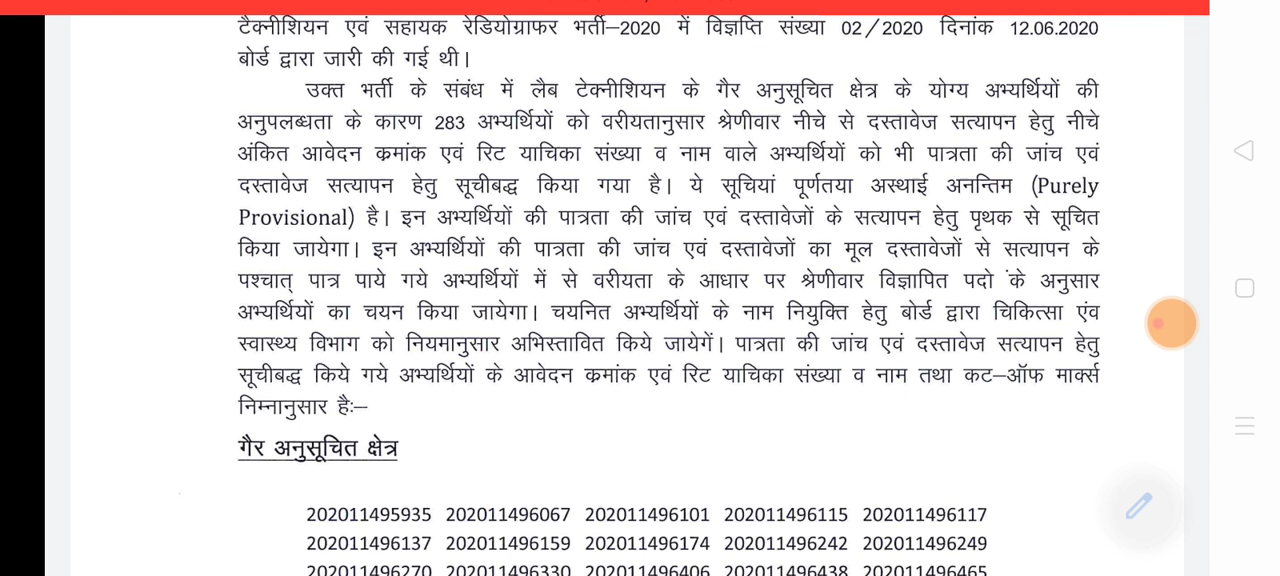 टैक्नीशियन एवं सहायक रेडियोग्राफर भर्ती–2020 में विज्ञप्ति संख्या 02/2020 दिनांक 12.06.2020
बोर्ड द्वारा जारी की गई थी।
उक्त भर्ती के संबंध में लैब टेक्नीशियन के गैर अनुसूचित क्षेत्र के योग्य अभ्यर्थियों की
अनुपलब्धता के कारण 283 अभ्यर्थियों को वरीयतानुसार श्रेणीवार नीचे से दस्तावेज सत्यापन हेतु नीचे
अंकित आवेदन क्रमांक एवं रिट याचिका संख्या व नाम वाले अभ्यर्थियों को भी पात्रता की जांच एवं
दस्तावेज सत्यापन हेतु सूचीबद्ध किया गया है। ये सूचियां पूर्णतया अस्थाई अनन्तिम (Purely
Provisional) है। इन अभ्यर्थियों की पात्रता की जांच एवं दस्तावेजों के सत्यापन हेतु पृथक से सूचित
किया जायेगा। इन अभ्यर्थियों की पात्रता की जांच एवं दस्तावेजों का मूल दस्तावेजों से सत्यापन के
पश्चात् पात्र पाये गये अभ्यर्थियों में से वरीयता के आधार पर श्रेणीवार विज्ञापित पदो ंके अनुसार
अभ्यर्थियों का चयन किया जायेगा। चयनित अभ्यर्थियों के नाम नियुक्ति हेतु बोर्ड द्वारा चिकित्सा एंव
स्वास्थ्य विभाग को नियमानुसार अभिस्तावित किये जायेगें। पात्रता की जांच एवं दस्तावेज सत्यापन हेतु
सूचीबद्ध किये गये अभ्यर्थियों के आवेदन क्रमांक एवं रिट याचिका संख्या व नाम तथा कट–ऑफ मार्क्स
निम्नानुसार है:–
गैर अनुसूचित क्षेत्र
202011495935 202011496067 202011496101 202011496115 202011496117
202011496137 202011496159 202011496174 202011496242 202011496249
202011496270 202011496330 202011496406 202011496438 202011496465